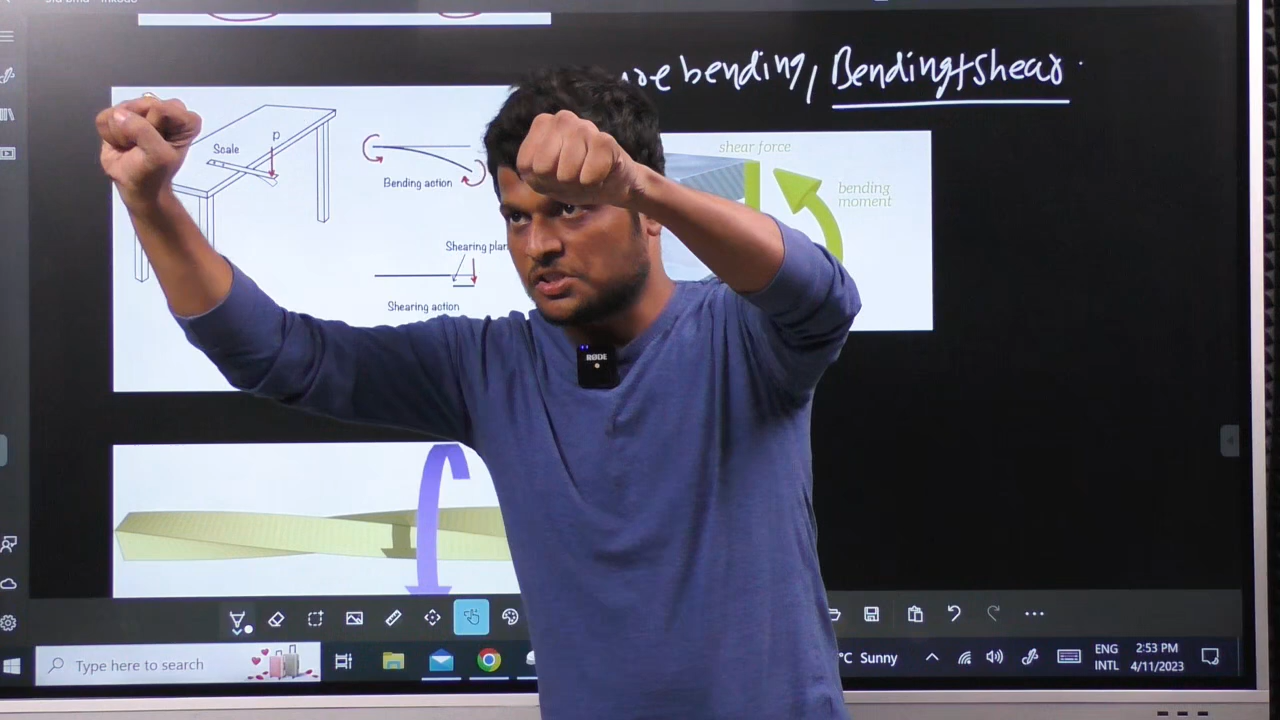 bending, Bending+shear
Scale
P
Bending action
Shearing
Shearing action
shear force
bending
moment
RØDE
Type here to search
°C Sunny
ENG
INTL
2:53 PM
4/11/2023